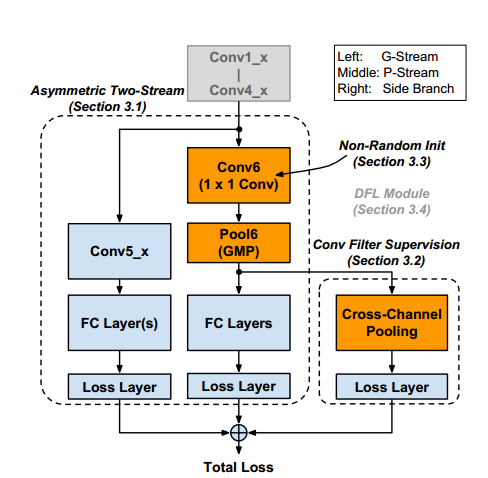 Conv1_x
|
Conv4_x
Left: G-Stream
Middle: P-Stream
Right: Side Branch
Asymmetric Two-Stream
(Section 3.1)
Non-Random Init
(Section 3.3)
Conv6
(1 x 1 Conv)
DFL Module
(Section 3.4)
Pool6
(GMP)
Conv5_x
Conv Filter Supervision
(Section 3.2)
FC Layer(s)
FC Layers
Cross-Channel
Pooling
Loss Layer
Loss Layer
Loss Layer
Total Loss